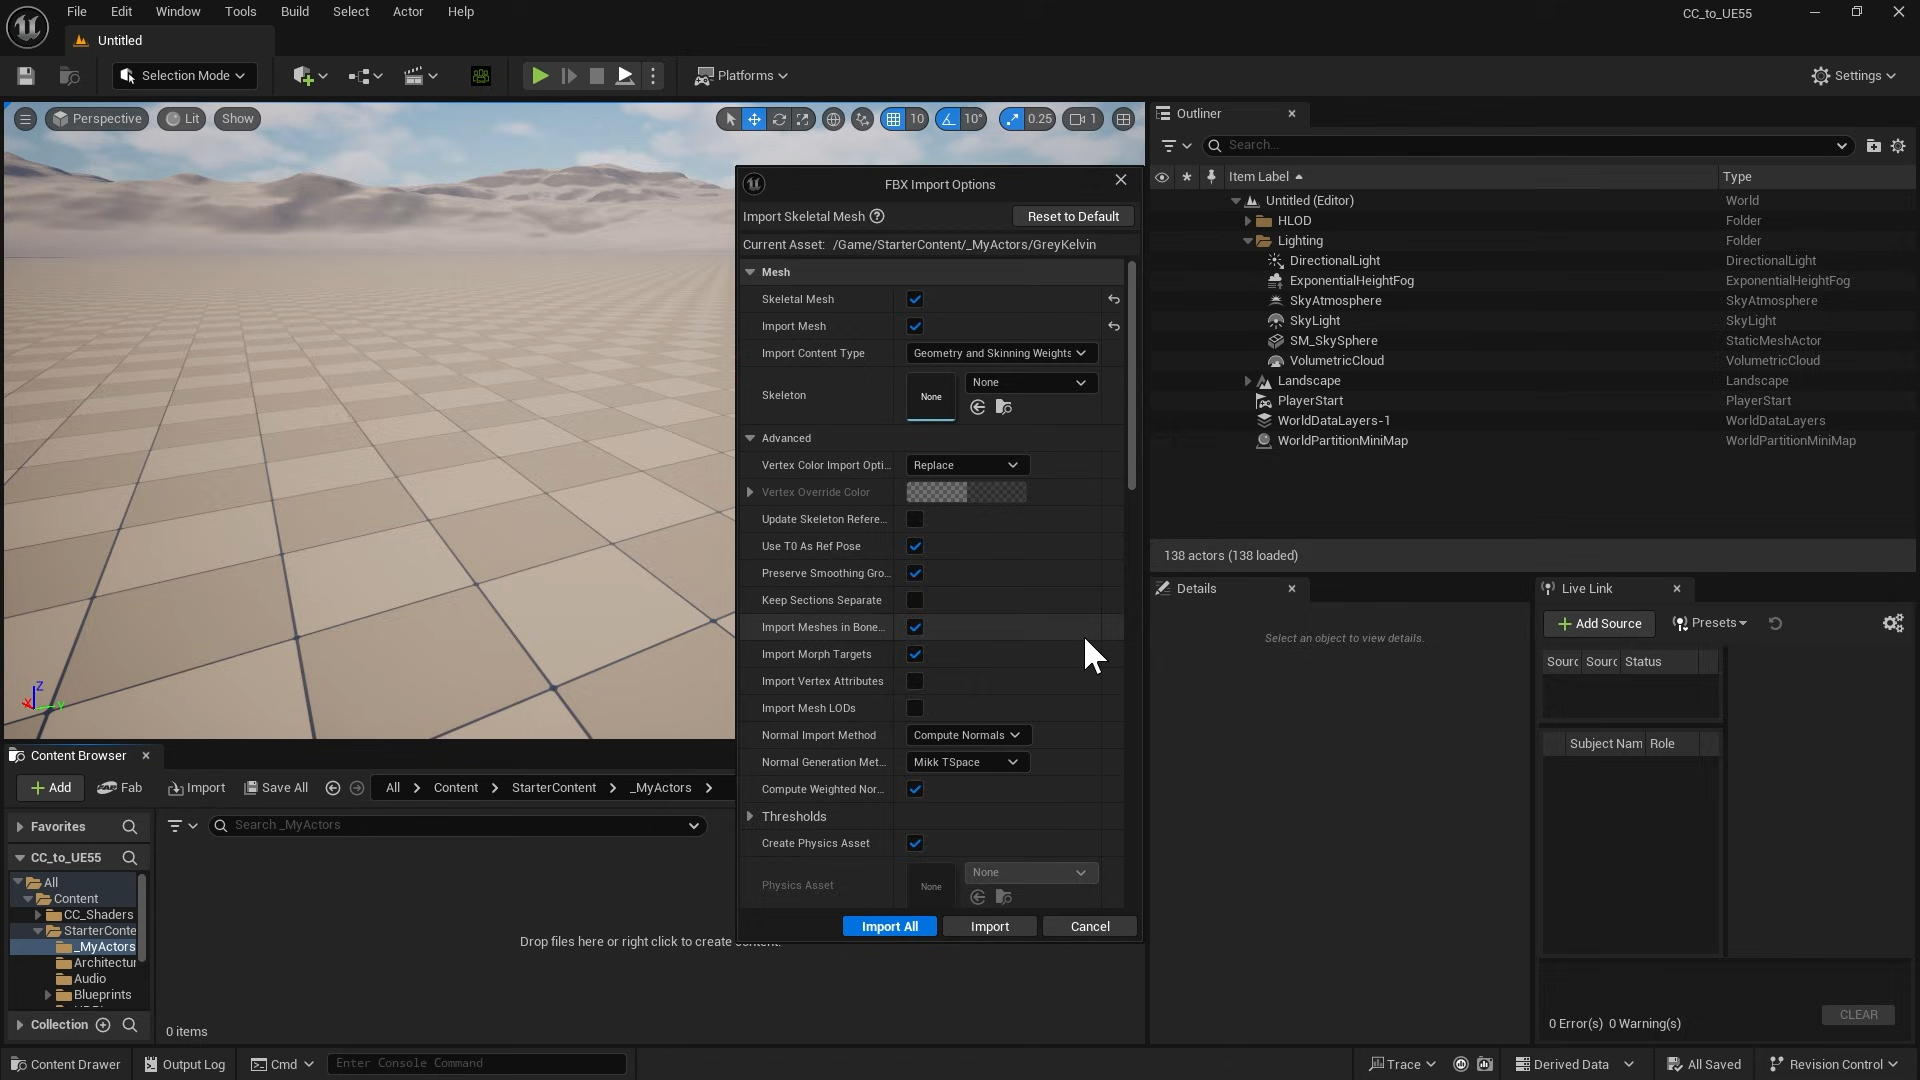 File Edit Window Tools Build Select Actor Help
CC_to_UE55
Untitled
Selection Mode
Platforms
Settings
Perspective
Lit
Show
10
10°
0.25
1
Z
X
Y
FBX Import Options
Import Skeletal Mesh
Reset to Default
Current Asset: /Game/StarterContent/_MyActors/GreyKelvin
Mesh
Skeletal Mesh
Import Mesh
Import Content Type
Geometry and Skinning Weights
Skeleton
None
None
Advanced
Vertex Color Import Opti...
Replace
Vertex Override Color
Update Skeleton Refere...
Use T0 As Ref Pose
Preserve Smoothing Gro...
Keep Sections Separate
Import Meshes in Bone...
Import Morph Targets
Import Vertex Attributes
Import Mesh LODs
Normal Import Method
Compute Normals
Normal Generation Met...
Mikk TSpace
Compute Weighted Nor...
Thresholds
Create Physics Asset
Physics Asset
None
None
Import All
Import
Cancel
Outliner
Search...
Item Label
Type
Untitled (Editor) World
HLOD Folder
Lighting Folder
DirectionalLight DirectionalLight
ExponentialHeightFog ExponentialHeightFog
SkyAtmosphere SkyAtmosphere
SkyLight SkyLight
SM_SkySphere StaticMeshActor
VolumetricCloud VolumetricCloud
Landscape Landscape
PlayerStart PlayerStart
WorldDataLayers-1 WorldDataLayers
WorldPartitionMiniMap WorldPartitionMiniMap
138 actors (138 loaded)
Details
Select an object to view details.
Live Link
Add Source
Presets
Sourc Sourc Status
Subject Nam Role
0 Error(s) 0 Warning(s)
CLEAR
Content Browser
Add
Fab
Import
Save All
All
Content
StarterContent
_MyActors
Favorites
Search _MyActors
CC_to_UE55
All
Content
CC_Shaders
StarterConte
_MyActors
Architectur
Audio
Blueprints
Collection
Drop files here or right click to create content.
0 items
Content Drawer
Output Log
Cmd
Enter Console Command
Trace
Derived Data
All Saved
Revision Control